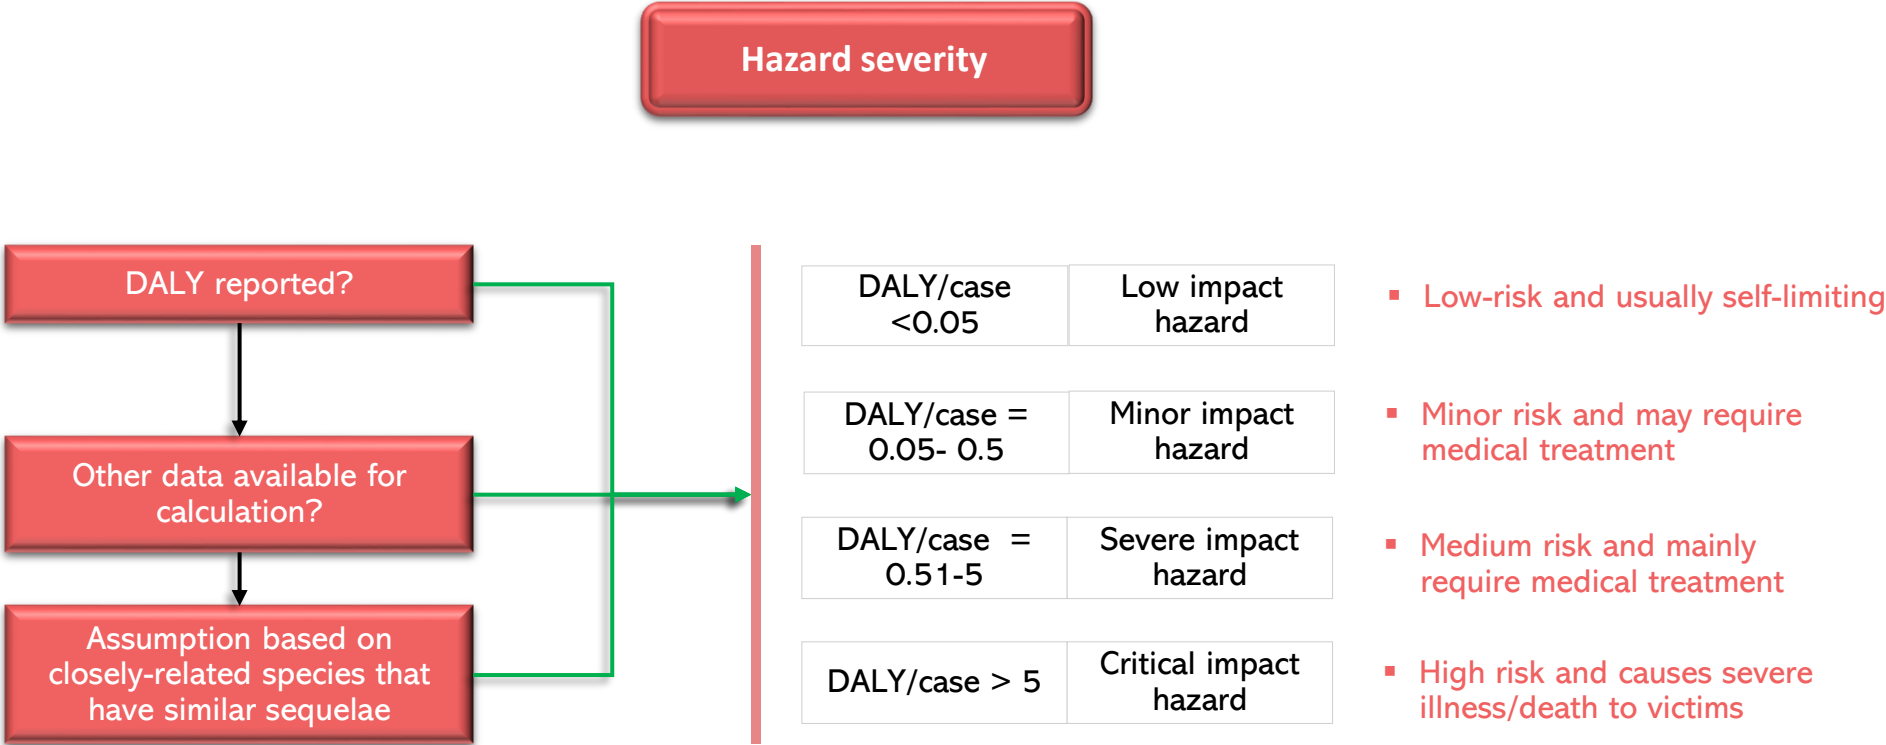 Hazard severity
DALY reported?
Other data available for
calculation?
Assumption based on
closely-related species that
have similar sequelae
DALY/case
<0.05
Low impact
hazard
▪ Low-risk and usually self-limiting
DALY/case =
0.05- 0.5
Minor impact
hazard
▪ Minor risk and may require
medical treatment
DALY/case =
0.51-5
Severe impact
hazard
▪ Medium risk and mainly
require medical treatment
DALY/case > 5
Critical impact
hazard
▪ High risk and causes severe
illness/death to victims